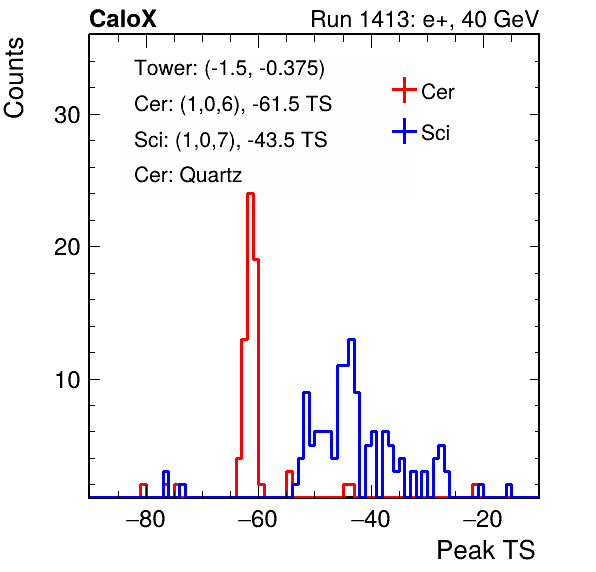 CaloX Run 1413: e+, 40 GeV
Counts
Tower: (-1.5, -0.375)
Cer: (1,0,6), -61.5 TS
Sci: (1,0,7), -43.5 TS
Cer: Quartz
Cer
Sci
30
20
10
−80 −60 −40 −20
Peak TS